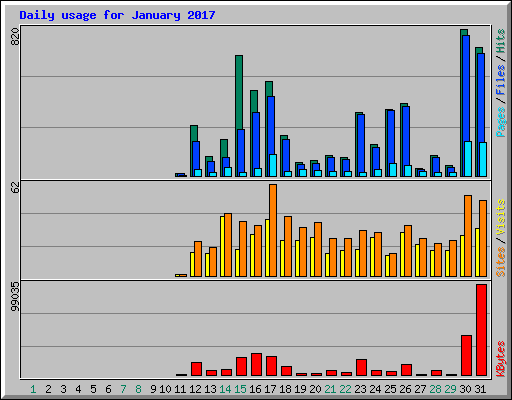 Daily usage for January 2017
820
Pages/Files/Hits
62
Sites/Visits
99035
KBytes
1 2 3 4 5 6 7 8 9 10 11 12 13 14 15 16 17 18 19 20 21 22 23 24 25 26 27 28 29 30 31